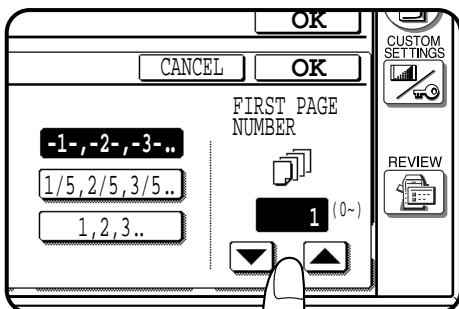 OK
CANCEL
OK
FIRST PAGE
NUMBER
-1-,-2-,-3-..
1/5,2/5,3/5..
1,2,3..
1
(0~)
CUSTOM
SETTINGS
REVIEW